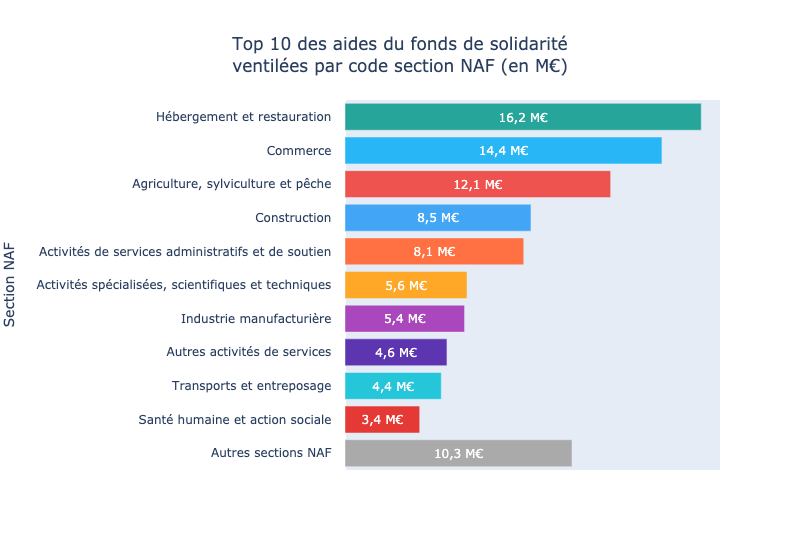 Top 10 des aides du fonds de solidarité
ventilées par code section NAF (en M€)
Section NAF
Hébergement et restauration 16,2 M€
Commerce 14,4 M€
Agriculture, sylviculture et pêche 12,1 M€
Construction 8,5 M€
Activités de services administratifs et de soutien 8,1 M€
Activités spécialisées, scientifiques et techniques 5,6 M€
Industrie manufacturière 5,4 M€
Autres activités de services 4,6 M€
Transports et entreposage 4,4 M€
Santé humaine et action sociale 3,4 M€
Autres sections NAF 10,3 M€